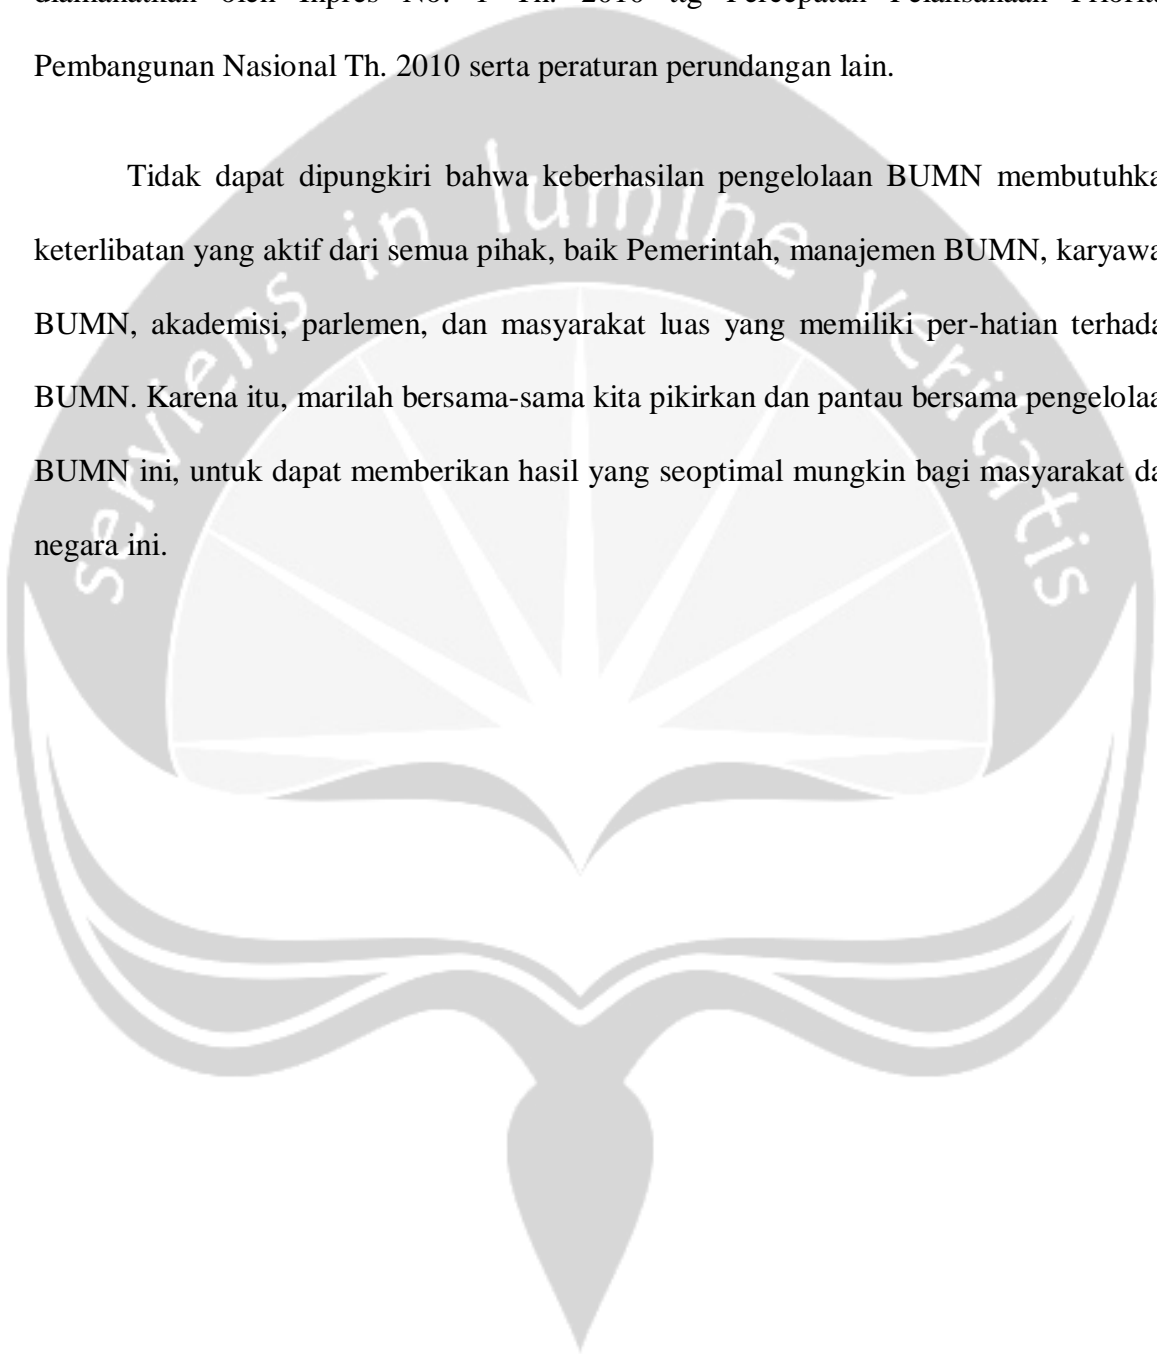 diamanatkan oleh Inpres No. 1 Th. 2010 ttg Percepatan Pelaksanaan Priorit
Pembangunan Nasional Th. 2010 serta peraturan perundangan lain.
Tidak dapat dipungkiri bahwa keberhasilan pengelolaan BUMN membutuhka
keterlibatan yang aktif dari semua pihak, baik Pemerintah, manajemen BUMN, karyawa
BUMN, akademisi, parlemen, dan masyarakat luas yang memiliki per-hatian terhada
BUMN. Karena itu, marilah bersama-sama kita pikirkan dan pantau bersama pengelolaa
BUMN ini, untuk dapat memberikan hasil yang seoptimal mungkin bagi masyarakat da
negara ini.
serviens in lumine veritatis